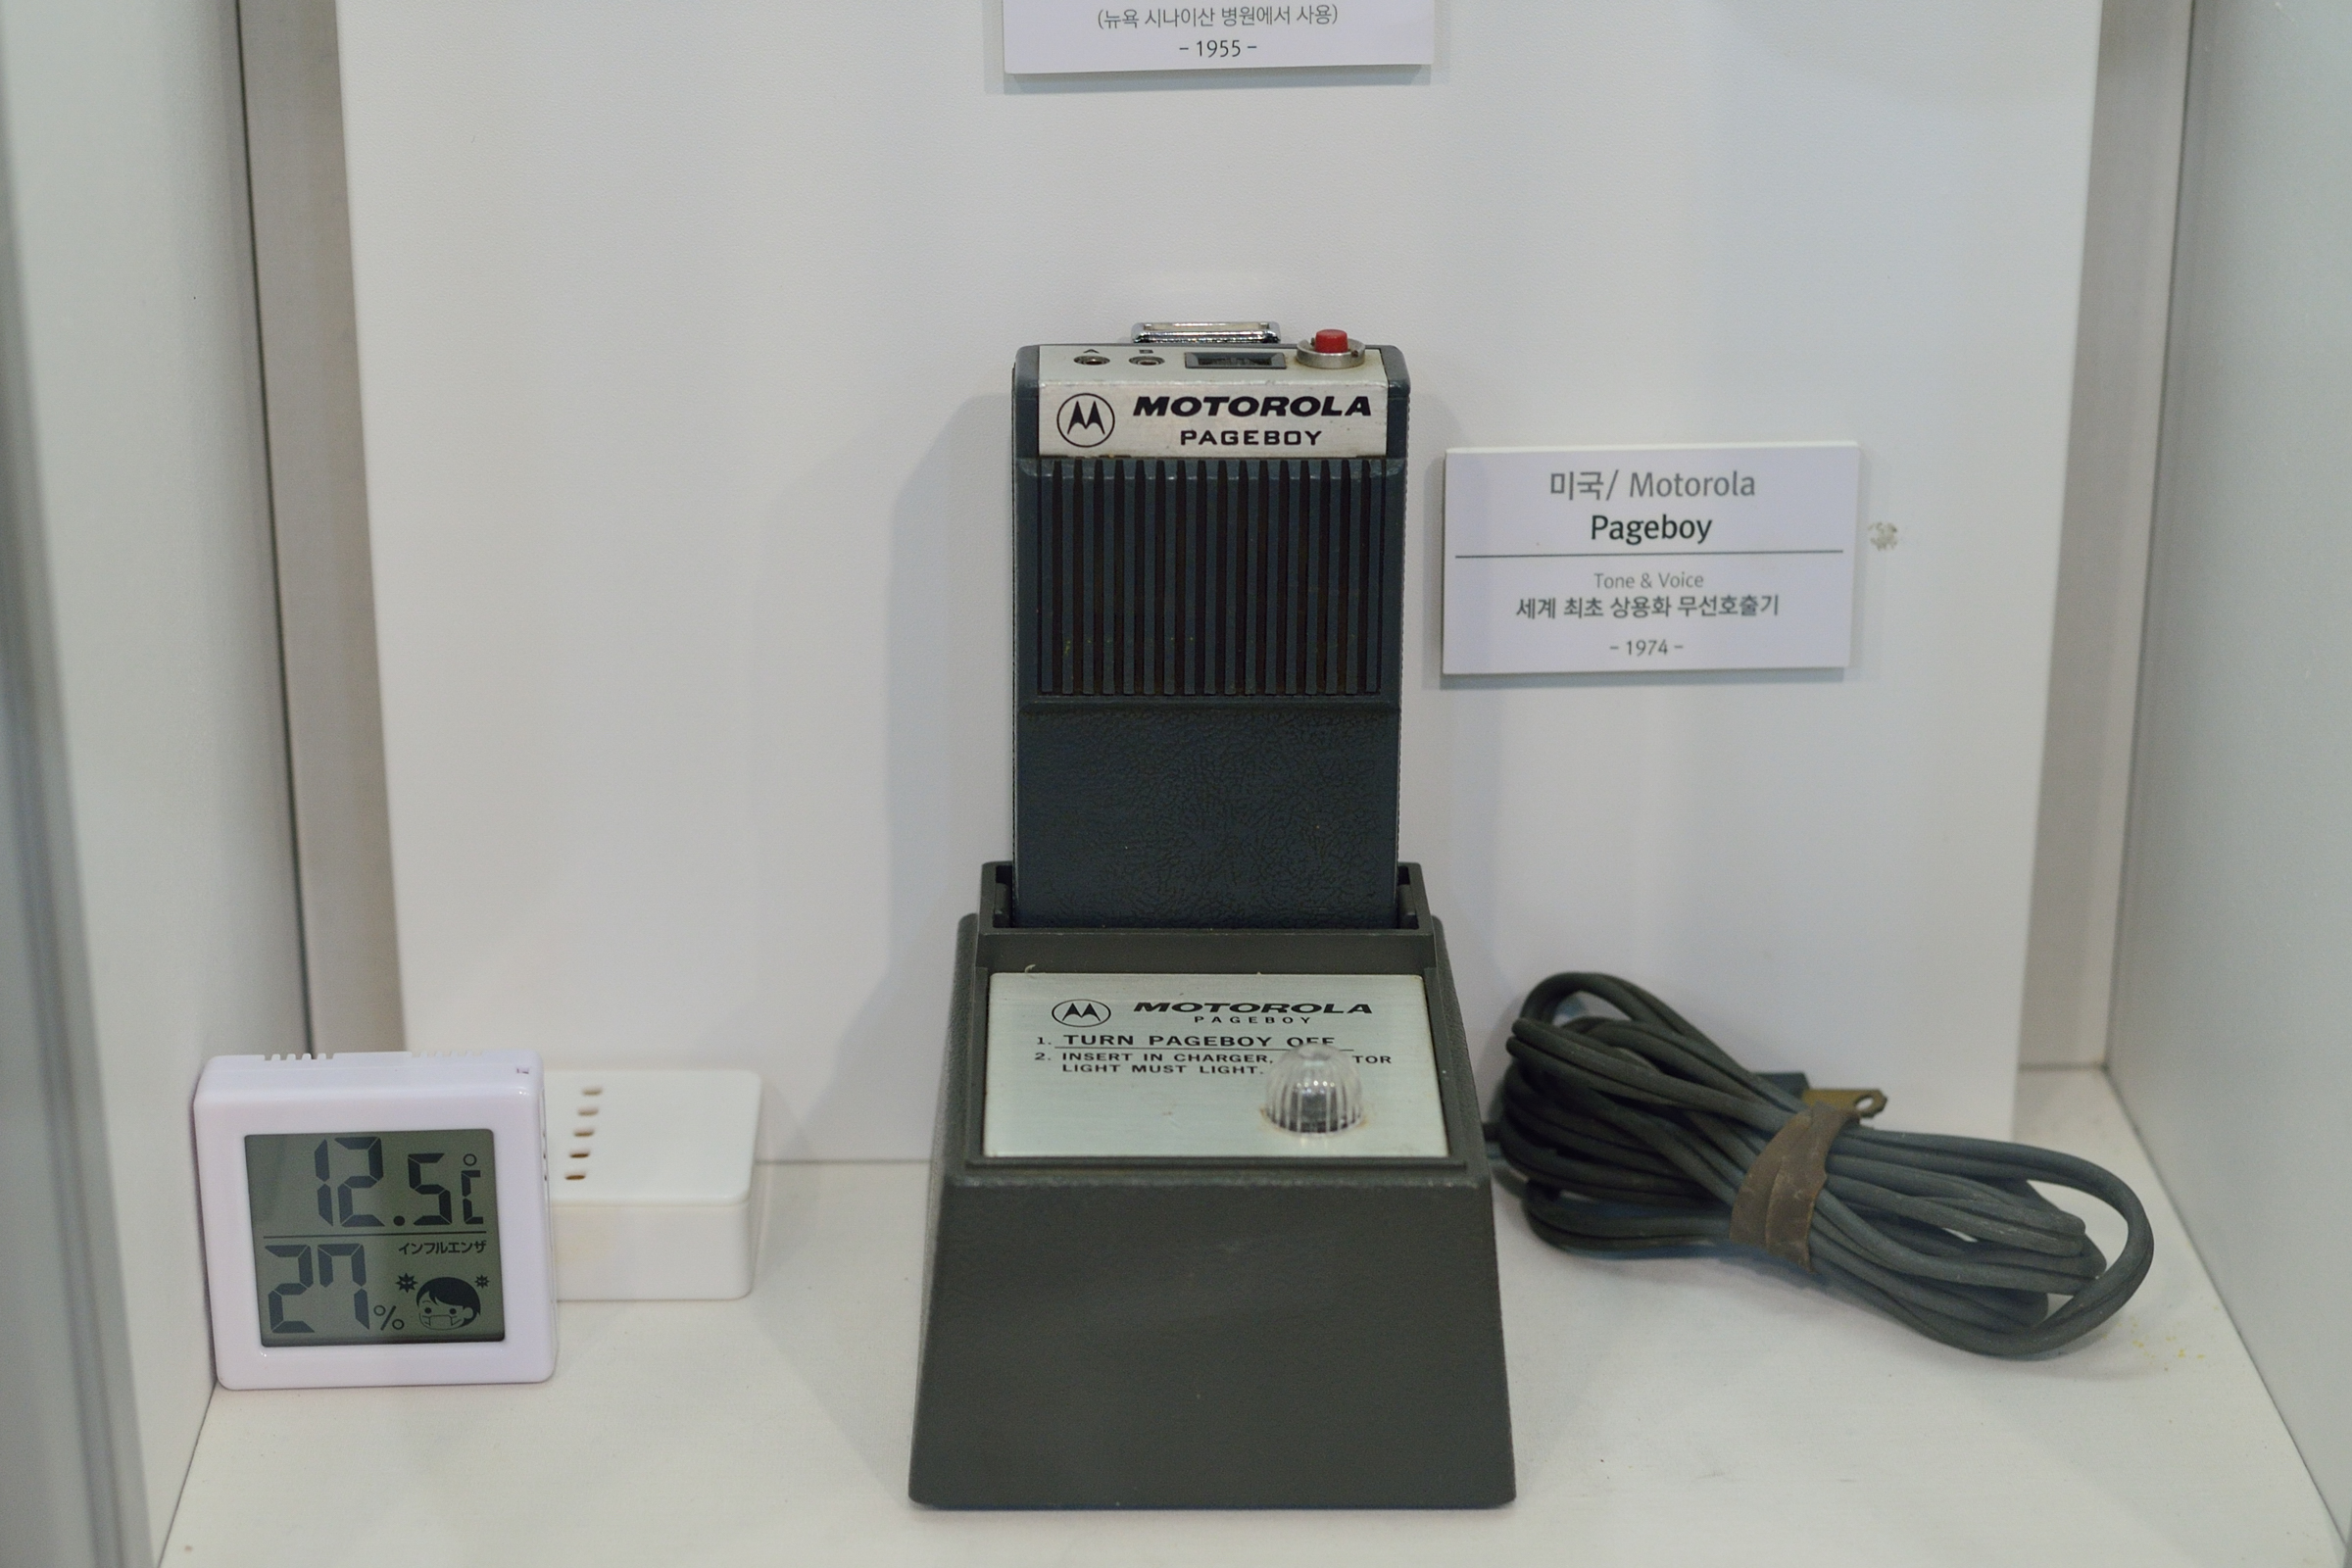 (뉴욕 시나이산 병원에서 사용)
- 1955 -
A B
MOTOROLA
PAGEBOY
미국/ Motorola
Pageboy
Tone & Voice
세계 최초 상용화 무선호출기
- 1974 -
MOTOROLA
PAGEBOY
1. TURN PAGEBOY OFF
2. INSERT IN CHARGER, TOR
LIGHT MUST LIGHT.
12.5℃
インフルエンザ
27%